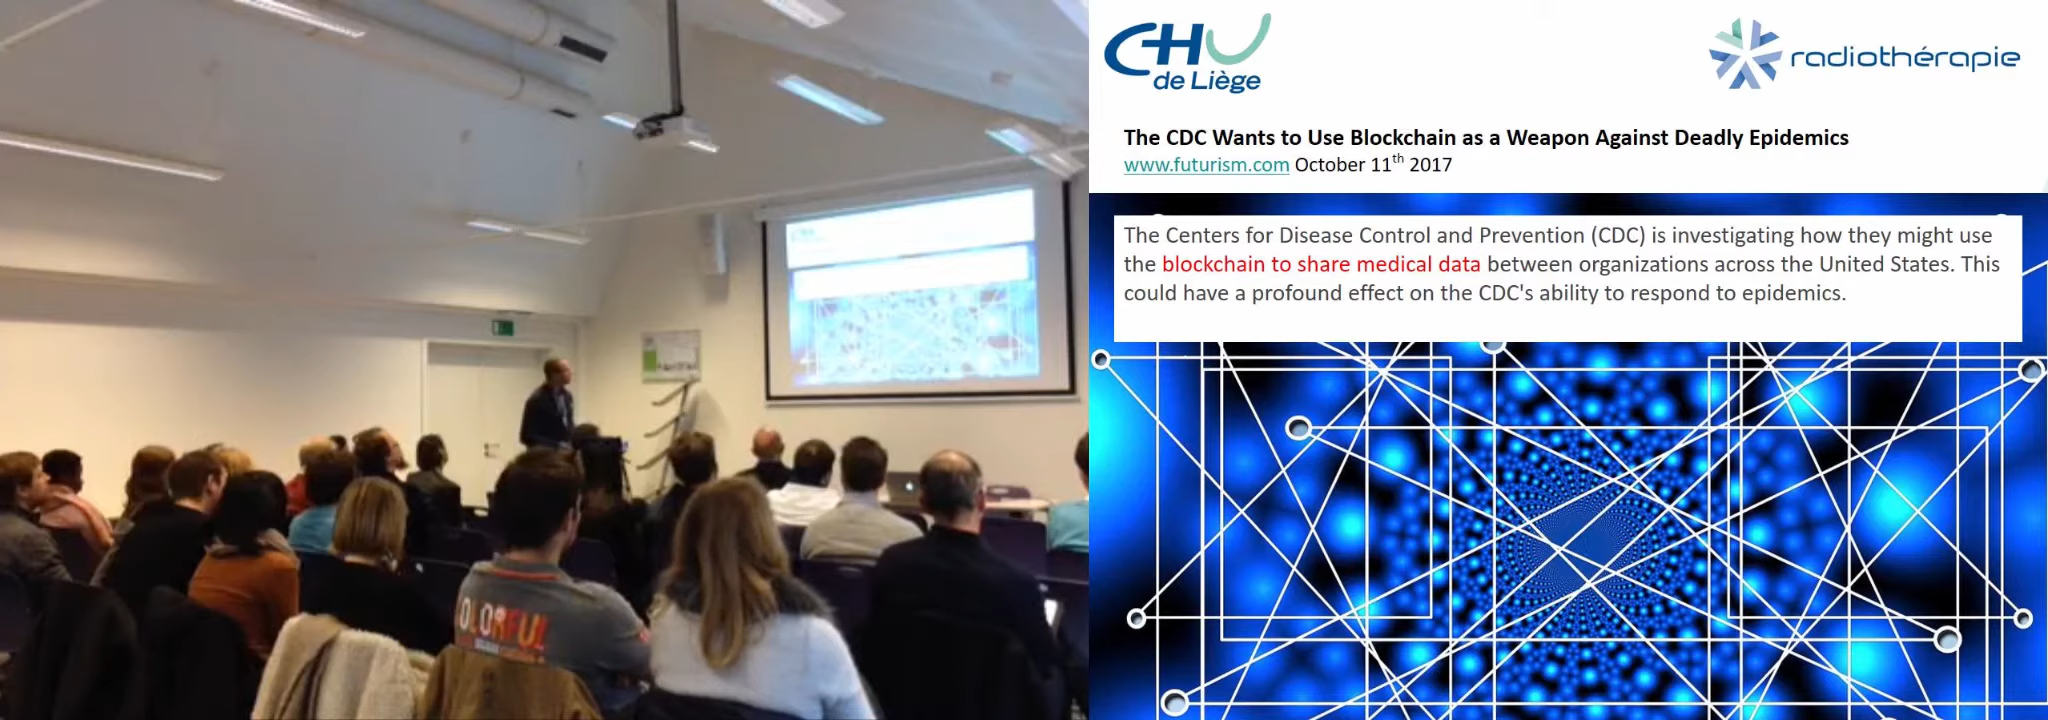 OLORFUL
CHU
de Liège
radiothérapie
The CDC Wants to Use Blockchain as a Weapon Against Deadly Epidemics
www.futurism.com October 11th 2017
The Centers for Disease Control and Prevention (CDC) is investigating how they might use
the blockchain to share medical data between organizations across the United States. This
could have a profound effect on the CDC's ability to respond to epidemics.